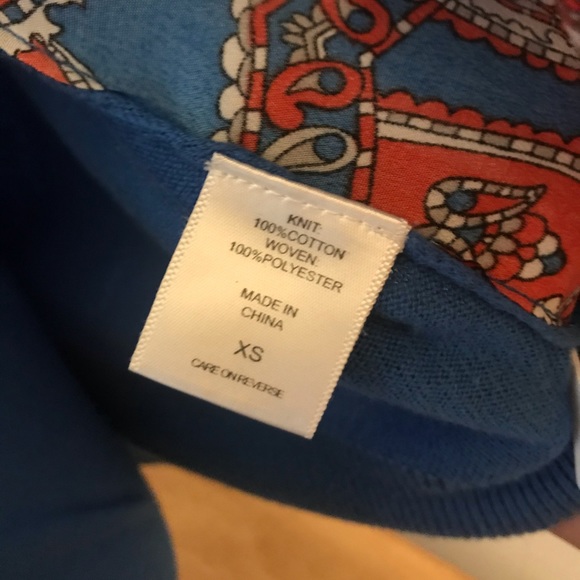 KNIT:
100%COTTON
WOVEN:
100%POLYESTER
MADE IN
CHINA
XS
CARE ON REVERSE